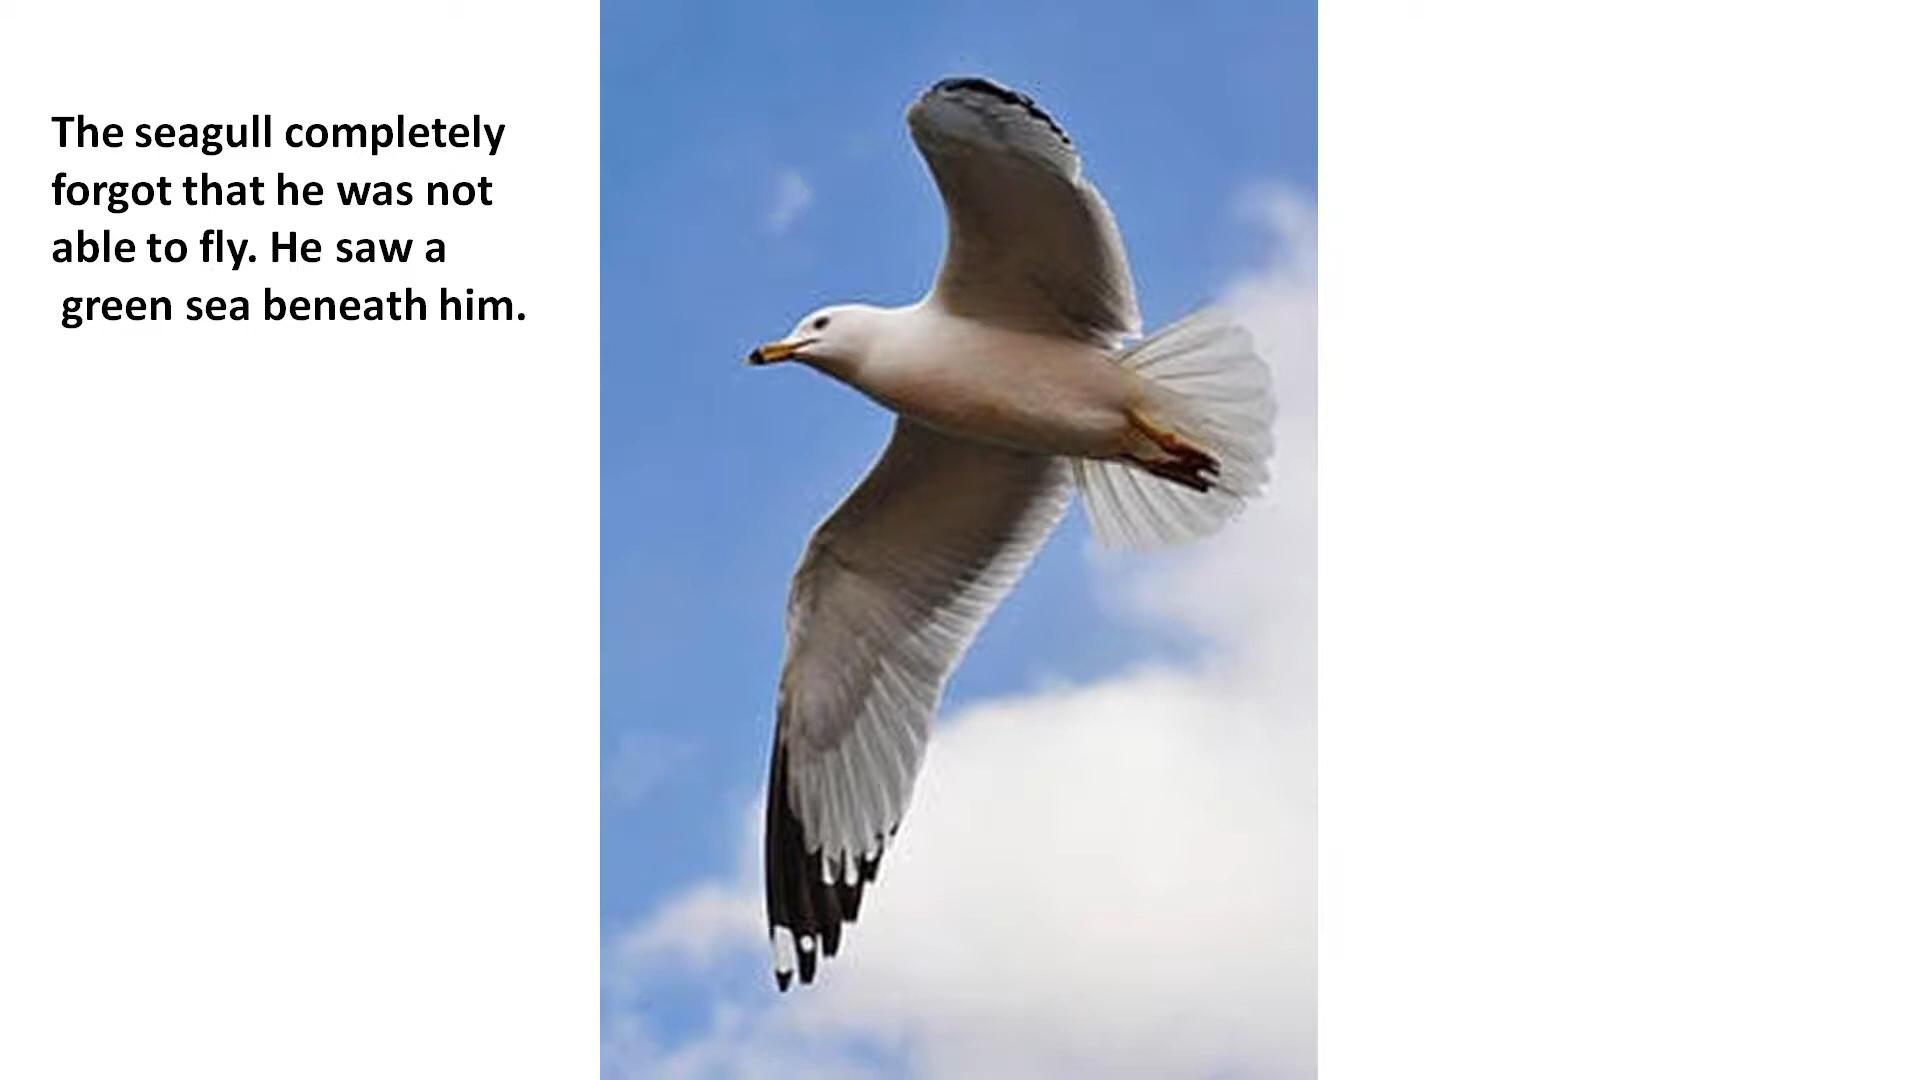 The seagull completely
forgot that he was not
able to fly. He saw a
green sea beneath him.